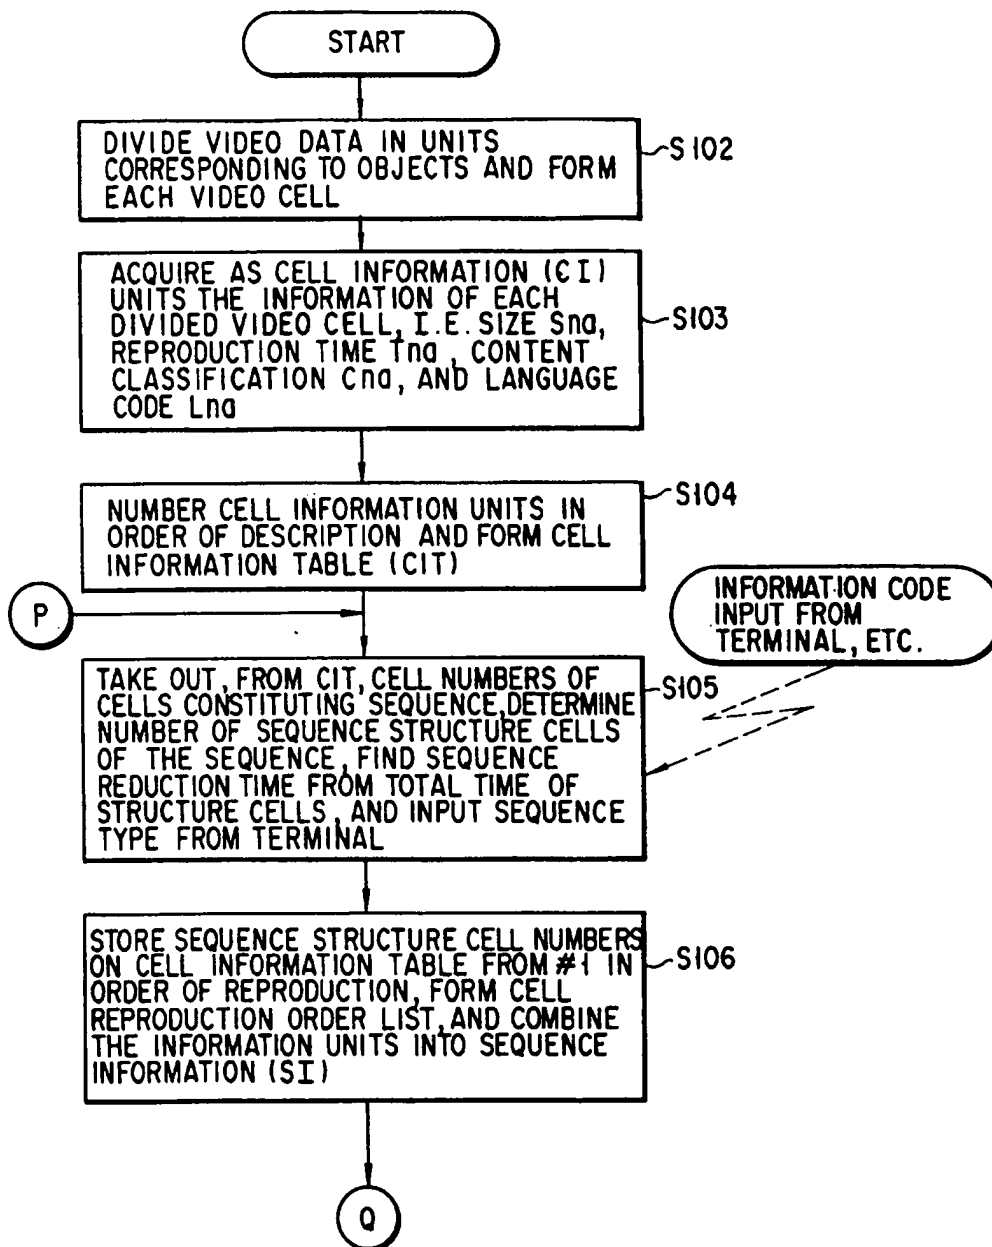 START
DIVIDE VIDEO DATA IN UNITS
CORRESPONDING TO OBJECTS AND FORM
EACH VIDEO CELL
S102
ACQUIRE AS CELL INFORMATION (CI)
UNITS THE INFORMATION OF EACH
DIVIDED VIDEO CELL, I.E. SIZE Sna,
REPRODUCTION TIME Tna, CONTENT
CLASSIFICATION Cna, AND LANGUAGE
CODE Lna
S103
NUMBER CELL INFORMATION UNITS IN
ORDER OF DESCRIPTION AND FORM CELL
INFORMATION TABLE (CIT)
S104
P
INFORMATION CODE
INPUT FROM
TERMINAL, ETC.
TAKE OUT, FROM CIT, CELL NUMBERS OF
CELLS CONSTITUTING SEQUENCE, DETERMINE
NUMBER OF SEQUENCE STRUCTURE CELLS
OF THE SEQUENCE, FIND SEQUENCE
REDUCTION TIME FROM TOTAL TIME OF
STRUCTURE CELLS, AND INPUT SEQUENCE
TYPE FROM TERMINAL
S105
STORE SEQUENCE STRUCTURE CELL NUMBERS
ON CELL INFORMATION TABLE FROM #1 IN
ORDER OF REPRODUCTION, FORM CELL
REPRODUCTION ORDER LIST, AND COMBINE
THE INFORMATION UNITS INTO SEQUENCE
INFORMATION (SI)
S106
Q